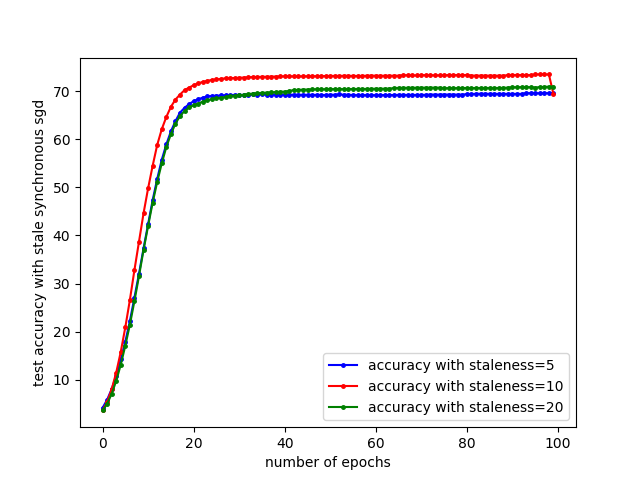 test accuracy with stale synchronous sgd
70
60
50
40
30
20
10
accuracy with staleness=5
accuracy with staleness=10
accuracy with staleness=20
0 20 40 60 80 100
number of epochs